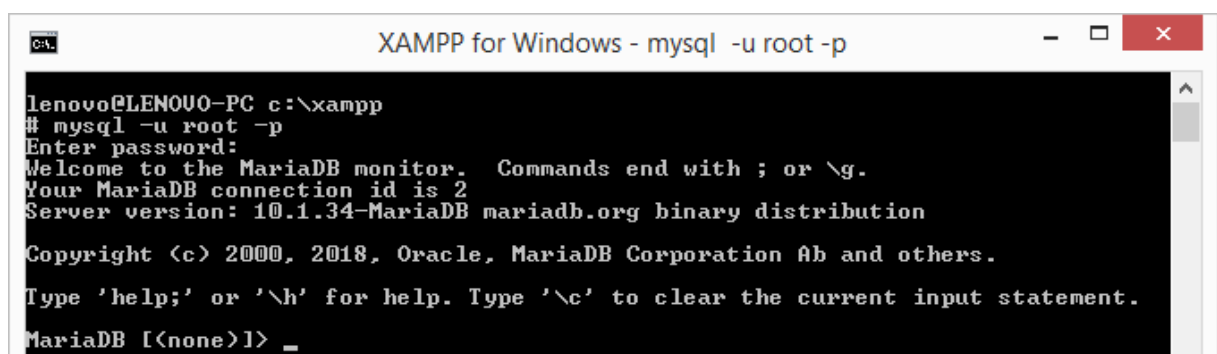 XAMPP for Windows - mysql -u root -p
lenovo@LENOVO-PC c:\xampp
# mysql -u root -p
Enter password:
Welcome to the MariaDB monitor.  Commands end with ; or \g.
Your MariaDB connection id is 2
Server version: 10.1.34-MariaDB mariadb.org binary distribution
Copyright (c) 2000, 2018, Oracle, MariaDB Corporation Ab and others.
Type 'help;' or '\h' for help. Type '\c' to clear the current input statement.
MariaDB [(none)]> _